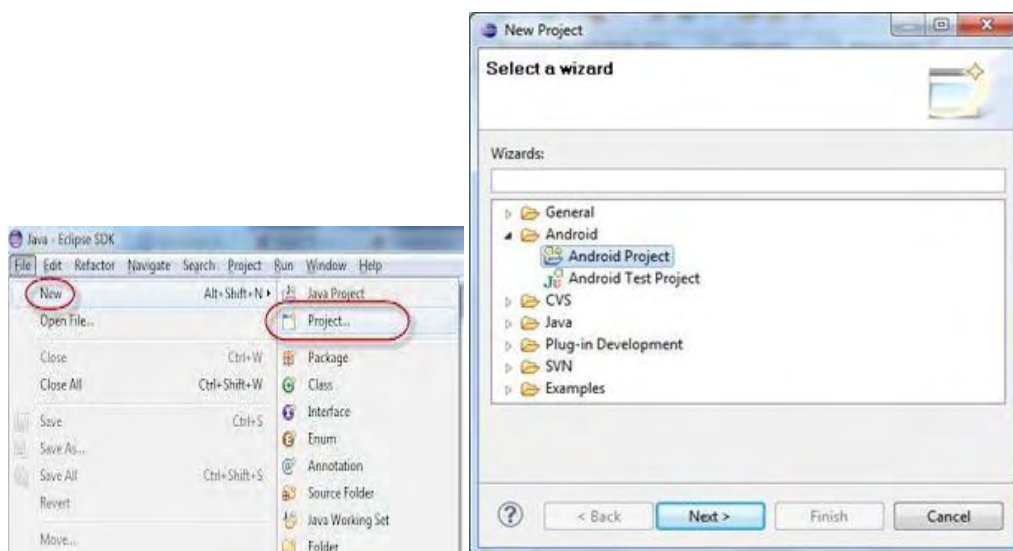 Java - Eclipse SDK
File Edit Refactor Navigate Search Project Run Window Help
New Alt+Shift+N
Open File...
Close Ctrl+W
Close All Ctrl+Shift+W
Save Ctrl+S
Save As...
Save All Ctrl+Shift+S
Revert
Move...
Java Project
Project...
Package
Class
Interface
Enum
Annotation
Source Folder
Java Working Set
Folder
New Project
Select a wizard
Wizards:
General
Android
Android Project
Android Test Project
CVS
Java
Plug-in Development
SVN
Examples
< Back Next > Finish Cancel